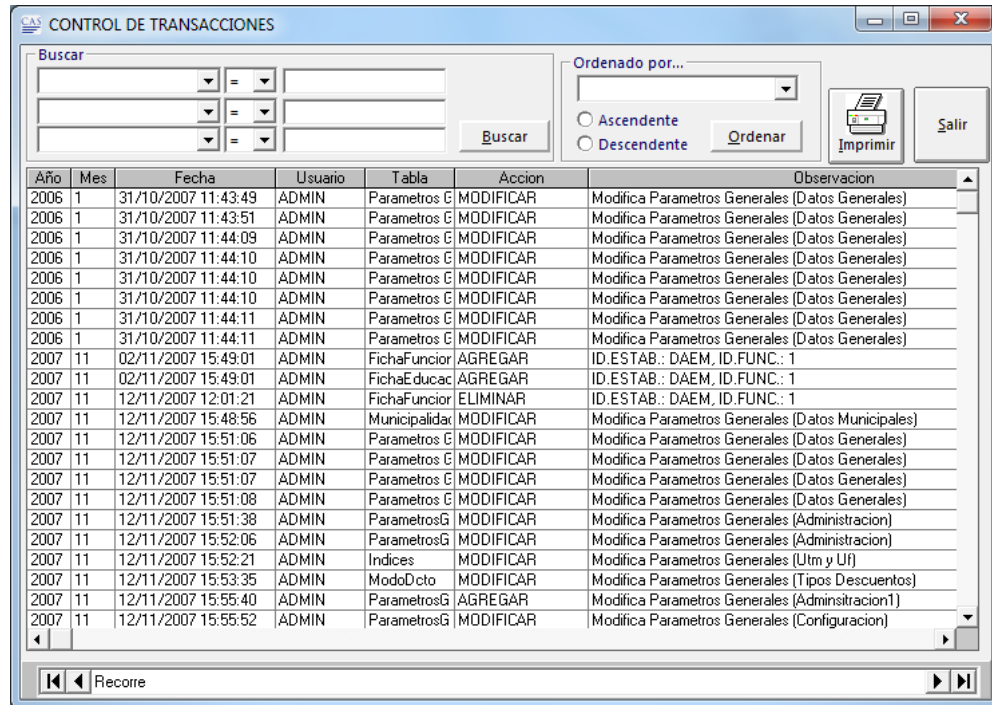 CAS CONTROL DE TRANSACCIONES
Buscar
Ordenado por...
=
=
=
Buscar
Ascendente
Descendente
Ordenar
Imprimir
Salir
Año Mes Fecha Usuario Tabla Accion Observacion
2006 1 31/10/2007 11:43:49 ADMIN Parametros G MODIFICAR Modifica Parametros Generales (Datos Generales)
2006 1 31/10/2007 11:43:51 ADMIN Parametros G MODIFICAR Modifica Parametros Generales (Datos Generales)
2006 1 31/10/2007 11:44:09 ADMIN Parametros G MODIFICAR Modifica Parametros Generales (Datos Generales)
2006 1 31/10/2007 11:44:10 ADMIN Parametros G MODIFICAR Modifica Parametros Generales (Datos Generales)
2006 1 31/10/2007 11:44:10 ADMIN Parametros G MODIFICAR Modifica Parametros Generales (Datos Generales)
2006 1 31/10/2007 11:44:10 ADMIN Parametros G MODIFICAR Modifica Parametros Generales (Datos Generales)
2006 1 31/10/2007 11:44:11 ADMIN Parametros G MODIFICAR Modifica Parametros Generales (Datos Generales)
2006 1 31/10/2007 11:44:11 ADMIN Parametros G MODIFICAR Modifica Parametros Generales (Datos Generales)
2007 11 02/11/2007 15:49:01 ADMIN FichaFuncior AGREGAR ID.ESTAB.: DAEM, ID.FUNC.: 1
2007 11 02/11/2007 15:49:01 ADMIN FichaEducac AGREGAR ID.ESTAB.: DAEM, ID.FUNC.: 1
2007 11 12/11/2007 12:01:21 ADMIN FichaFuncior ELIMINAR ID.ESTAB.: DAEM, ID.FUNC.: 1
2007 11 12/11/2007 15:48:56 ADMIN Municipalidad MODIFICAR Modifica Parametros Generales (Datos Municipales)
2007 11 12/11/2007 15:51:06 ADMIN Parametros G MODIFICAR Modifica Parametros Generales (Datos Generales)
2007 11 12/11/2007 15:51:07 ADMIN Parametros G MODIFICAR Modifica Parametros Generales (Datos Generales)
2007 11 12/11/2007 15:51:07 ADMIN Parametros G MODIFICAR Modifica Parametros Generales (Datos Generales)
2007 11 12/11/2007 15:51:08 ADMIN Parametros G MODIFICAR Modifica Parametros Generales (Datos Generales)
2007 11 12/11/2007 15:51:38 ADMIN ParametrosG MODIFICAR Modifica Parametros Generales (Administracion)
2007 11 12/11/2007 15:52:06 ADMIN ParametrosG MODIFICAR Modifica Parametros Generales (Administracion)
2007 11 12/11/2007 15:52:21 ADMIN Indices MODIFICAR Modifica Parametros Generales (Utm y Uf)
2007 11 12/11/2007 15:53:35 ADMIN ModoDcto MODIFICAR Modifica Parametros Generales (Tipos Descuentos)
2007 11 12/11/2007 15:55:40 ADMIN ParametrosG AGREGAR Modifica Parametros Generales (Adminsitracion1)
2007 11 12/11/2007 15:55:52 ADMIN ParametrosG MODIFICAR Modifica Parametros Generales (Configuracion)
Recorre